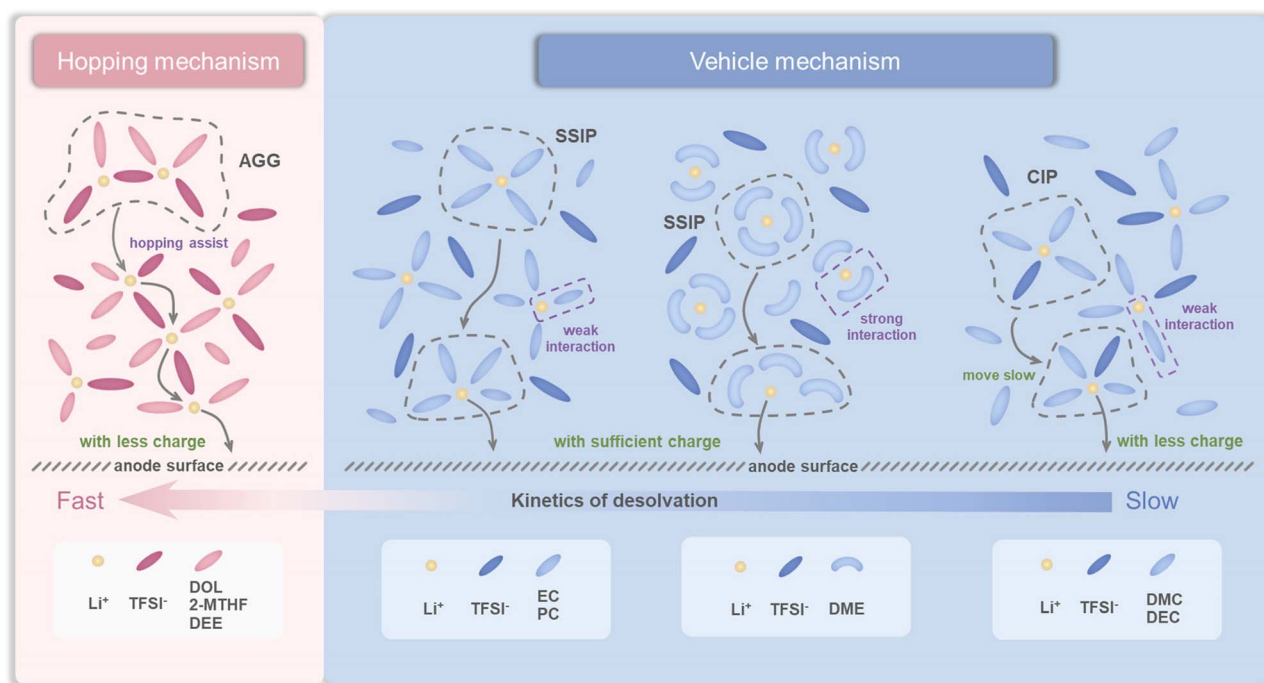 Hopping mechanism
Vehicle mechanism
AGG
hopping assist
with less charge
anode surface
SSIP
weak
interaction
SSIP
strong
interaction
with sufficient charge
anode surface
CIP
weak
interaction
move slow
with less charge
Fast
Kinetics of desolvation
Slow
Li⁺
TFSI⁻
DOL
2-MTHF
DEE
Li⁺
TFSI⁻
EC
PC
Li⁺
TFSI⁻
DME
Li⁺
TFSI⁻
DMC
DEC